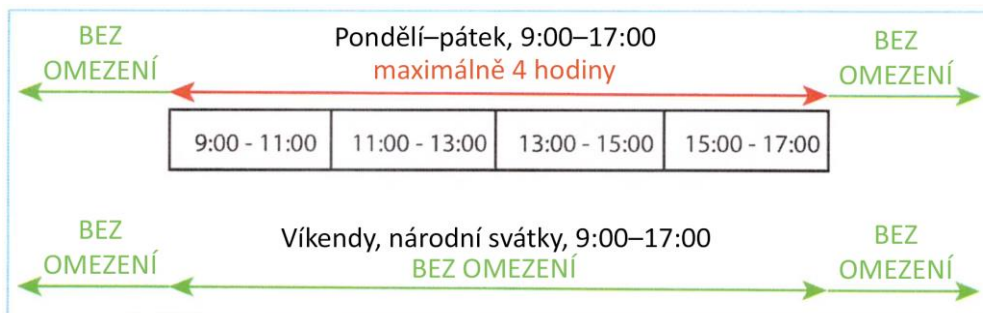 BEZ
OMEZENÍ
Pondělí–pátek, 9:00–17:00
maximálně 4 hodiny
BEZ
OMEZENÍ
9:00 - 11:00 11:00 - 13:00 13:00 - 15:00 15:00 - 17:00
BEZ
OMEZENÍ
Víkendy, národní svátky, 9:00–17:00
BEZ OMEZENÍ
BEZ
OMEZENÍ